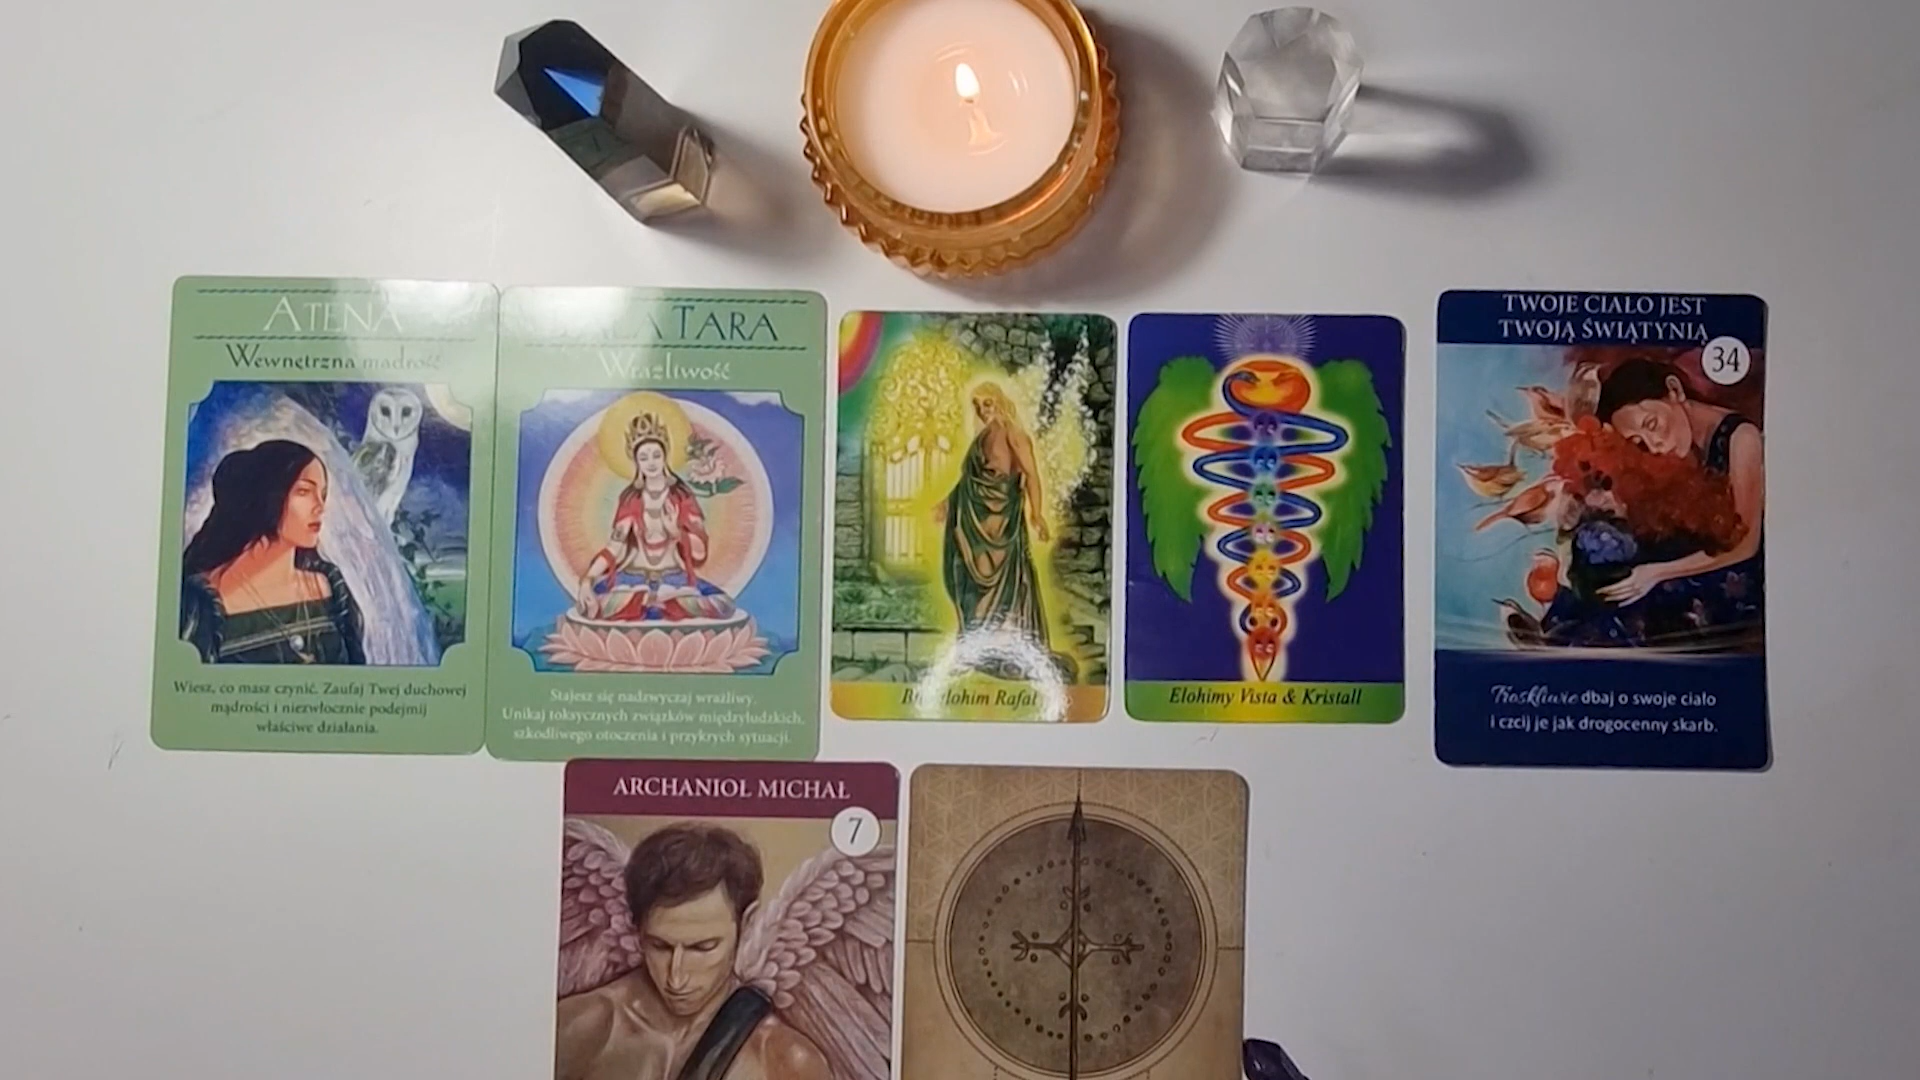 ATENA
Wewnętrzna mądrość
Wiesz, co masz czynić. Zaufaj Twej duchowej
mądrości i niezwłocznie podejmij
właściwe działania.
TARA
Wrażliwość
Stajesz się nadzwyczaj wrażliwy.
Unikaj toksycznych związków międzyludzkich,
szkodliwego otoczenia i przykrych sytuacji.
Rafał
Elohimy Vista & Kristall
TWOJE CIAŁO JEST
TWOJĄ ŚWIĄTYNIĄ
34
Troskliwie dbaj o swoje ciało
i czcij je jak drogocenny skarb.
ARCHANIOŁ MICHAŁ
7